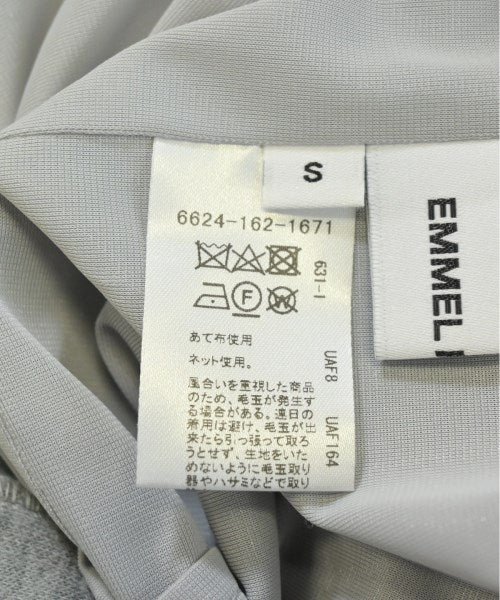 S
EMMEL
6624-162-1671
631-I
F
W
あて布使用
ネット使用。
風合いを重視した商品
のため、毛玉が発生す
る場合がある。連日の
着用は避け、毛玉が出
来たら引っ張って取ろ
うとせず、生地をいた
めないように毛玉取り
器やハサミなどで取り
UAF8 UAF164